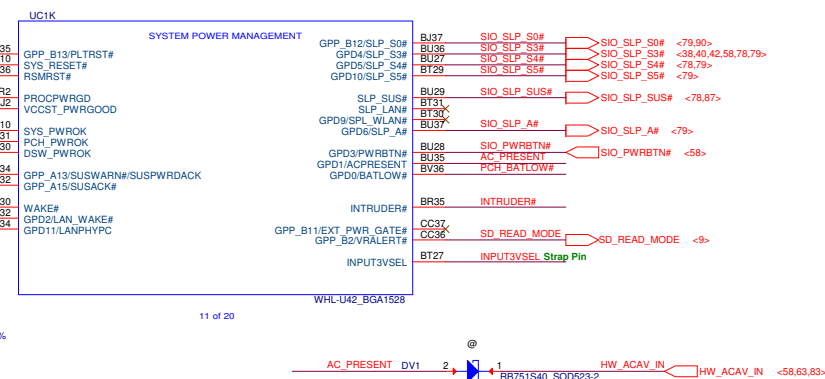 UC1K
SYSTEM POWER MANAGEMENT
35 GPP_B13/PLTRST#
10 SYS_RESET#
36 RSMRST#
R2 PROCPWRGD
J2 VCCST_PWRGOOD
10 SYS_PWROK
31 PCH_PWROK
30 DSW_PWROK
34 GPP_A13/SUSWARN#/SUSPWRDACK
32 GPP_A15/SUSACK#
30 WAKE#
32 GPD2/LAN_WAKE#
34 GPD11/LANPHYPC
GPP_B12/SLP_S0# BJ37 SIO_SLP_S0# SIO_SLP_S0# <79,90>
GPD4/SLP_S3# BU36 SIO_SLP_S3# SIO_SLP_S3# <38,40,42,58,78,79>
GPD5/SLP_S4# BU27 SIO_SLP_S4# SIO_SLP_S4# <78,79>
GPD10/SLP_S5# BT29 SIO_SLP_S5# SIO_SLP_S5# <79>
SLP_SUS# BU29 SIO_SLP_SUS# SIO_SLP_SUS# <78,87>
SLP_LAN# BT31
GPD9/SPL_WLAN# BT30
GPD6/SLP_A# BU37 SIO_SLP_A# SIO_SLP_A# <79>
GPD3/PWRBTN# BU28 SIO_PWRBTN# SIO_PWRBTN# <58>
GPD1/ACPRESENT BU35 AC_PRESENT
GPD0/BATLOW# BV36 PCH_BATLOW#
INTRUDER# BR35 INTRUDER#
GPP_B11/EXT_PWR_GATE# CC37
GPP_B2/VRALERT# CC36 SD_READ_MODE SD_READ_MODE <9>
INPUT3VSEL BT27 INPUT3VSEL Strap Pin
WHL-U42_BGA1528
11 of 20
%
@
AC_PRESENT DV1 2 1 HW_ACAV_IN HW_ACAV_IN <58,63,83>
RB751S40_SOD523-2